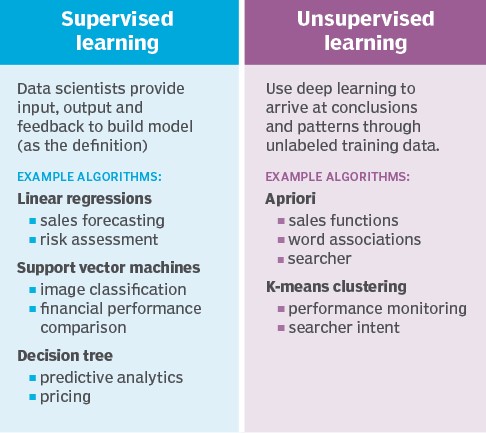 Supervised
learning
Data scientists provide
input, output and
feedback to build model
(as the definition)
EXAMPLE ALGORITHMS:
Linear regressions
■ sales forecasting
■ risk assessment
Support vector machines
■ image classification
■ financial performance
comparison
Decision tree
■ predictive analytics
■ pricing
Unsupervised
learning
Use deep learning to
arrive at conclusions
and patterns through
unlabeled training data.
EXAMPLE ALGORITHMS:
Apriori
■ sales functions
■ word associations
■ searcher
K-means clustering
■ performance monitoring
■ searcher intent